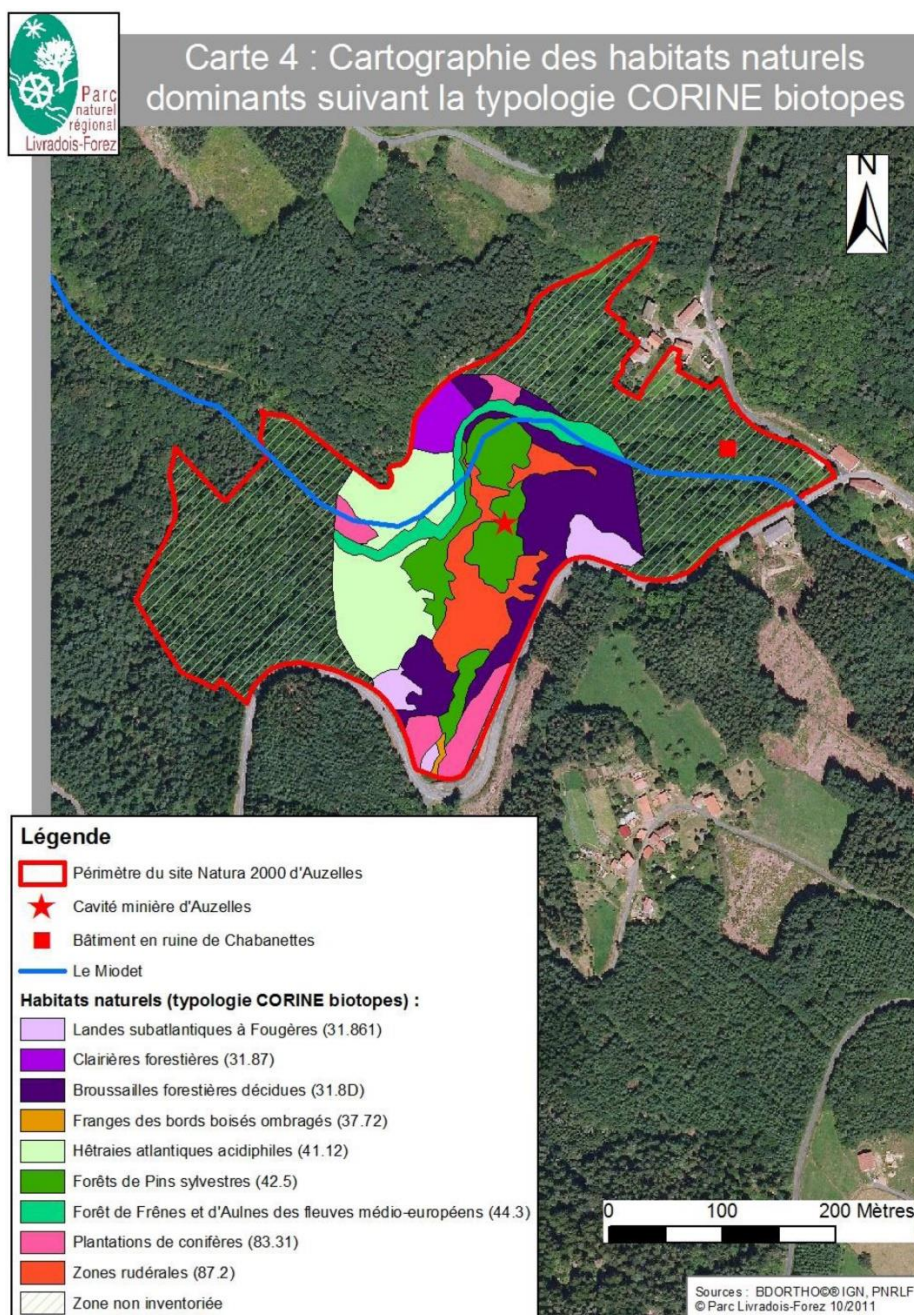 Parc
naturel
régional
Livradois-Forez
Carte 4 : Cartographie des habitats naturels
dominants suivant la typologie CORINE biotopes
N
Légende
Périmètre du site Natura 2000 d'Auzelles
Cavité minière d'Auzelles
Bâtiment en ruine de Chabanettes
Le Miodet
Habitats naturels (typologie CORINE biotopes) :
Landes subatlantiques à Fougères (31.861)
Clairières forestières (31.87)
Broussailles forestières décidues (31.8D)
Franges des bords boisés ombragés (37.72)
Hêtraies atlantiques acidiphiles (41.12)
Forêts de Pins sylvestres (42.5)
Forêt de Frênes et d'Aulnes des fleuves médio-européens (44.3)
Plantations de conifères (83.31)
Zones rudérales (87.2)
Zone non inventoriée
0 100 200 Mètres
Sources : BDORTHO©® IGN, PNRLF
© Parc Livradois-Forez 10/2011